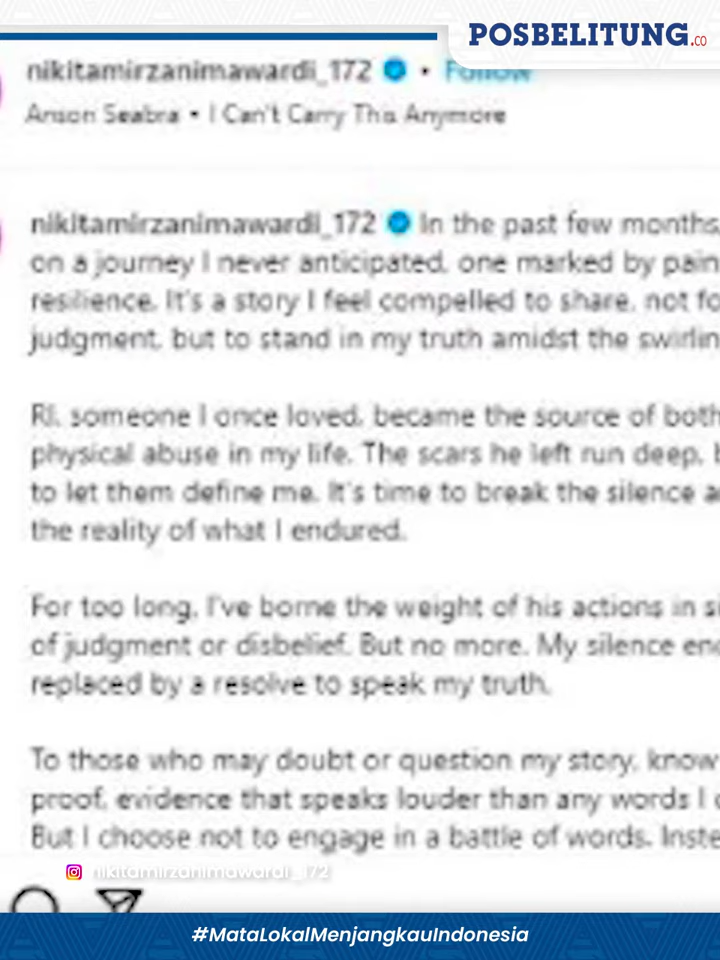 POSBELITUNG.CO
nikitamirzanimawardi_172 • Follow
Anson Seabra • I Can't Carry This Anymore
nikitamirzanimawardi_172 In the past few months,
on a journey I never anticipated, one marked by pain
resilience. It's a story I feel compelled to share, not fo
judgment, but to stand in my truth amidst the swirlin
RI, someone I once loved, became the source of both
physical abuse in my life. The scars he left run deep, b
to let them define me. It's time to break the silence a
the reality of what I endured.
For too long, I've borne the weight of his actions in si
of judgment or disbelief. But no more. My silence en
replaced by a resolve to speak my truth.
To those who may doubt or question my story, know
proof, evidence that speaks louder than any words I
But I choose not to engage in a battle of words. Inste
nikitamirzanimawardi_172
#MataLokalMenjangkauIndonesia